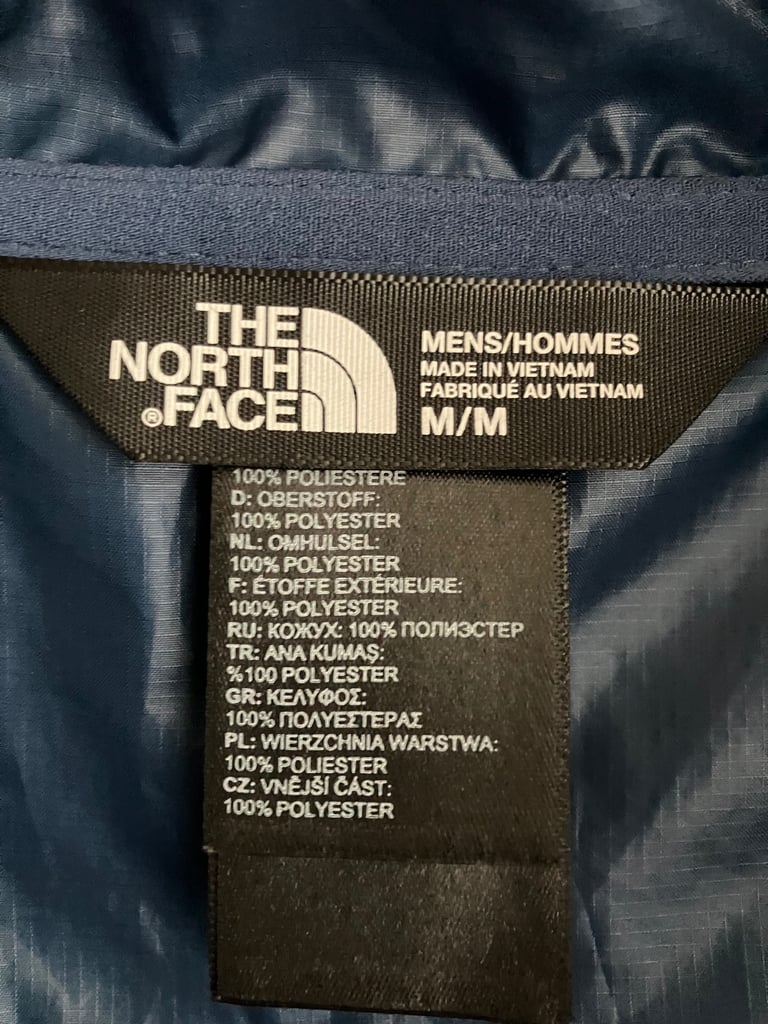 THE
NORTH
® FACE
MENS/HOMMES
MADE IN VIETNAM
FABRIQUÉ AU VIETNAM
M/M
100% POLIESTERE
D: OBERSTOFF:
100% POLYESTER
NL: OMHULSEL:
100% POLYESTER
F: ÉTOFFE EXTÉRIEURE:
100% POLYESTER
RU: КОЖУХ: 100% ПОЛИЭСТЕР
TR: ANA KUMAŞ:
%100 POLYESTER
GR: ΚΕΛΥΦΟΣ:
100% ΠΟΛΥΕΣΤΕΡΑΣ
PL: WIERZCHNIA WARSTWA:
100% POLIESTER
CZ: VNĚJŠÍ ČÁST:
100% POLYESTER